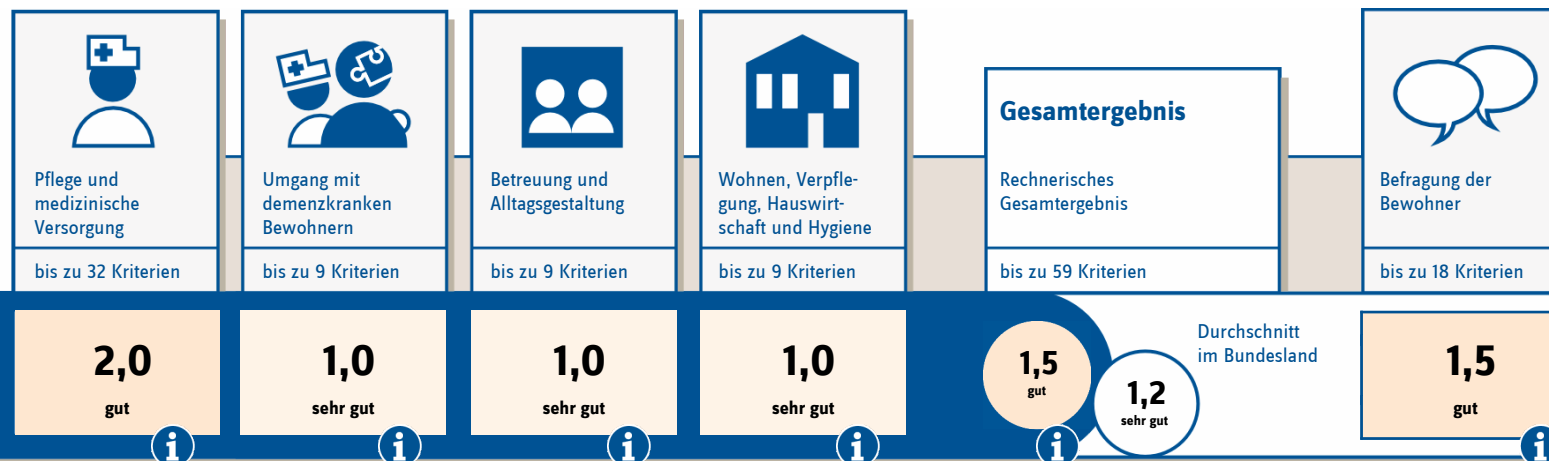 Pflege und
medizinische
Versorgung
bis zu 32 Kriterien
2,0
gut
i
Umgang mit
demenzkranken
Bewohnern
bis zu 9 Kriterien
1,0
sehr gut
i
Betreuung und
Alltagsgestaltung
bis zu 9 Kriterien
1,0
sehr gut
i
Wohnen, Verpfle-
gung, Hauswirt-
schaft und Hygiene
bis zu 9 Kriterien
1,0
sehr gut
i
Gesamtergebnis
Rechnerisches
Gesamtergebnis
bis zu 59 Kriterien
1,5
gut
i
1,2
sehr gut
Durchschnitt
im Bundesland
Befragung der
Bewohner
bis zu 18 Kriterien
1,5
gut
i